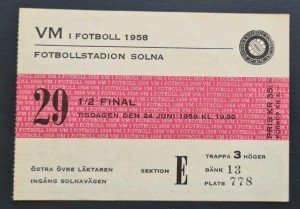 VM I FOTBOLL 1958
FOTBOLLSTADION SOLNA
29
1/2 FINAL
TISDAGEN DEN 24 JUNI 1958 KL 19.00
PRIS KR 35:-
ÖSTRA ÖVRE LÄKTAREN
INGÅNG SOLNAVÄGEN
SEKTION E
TRAPPA 3 HÖGER
BÄNK 13
PLATS 778